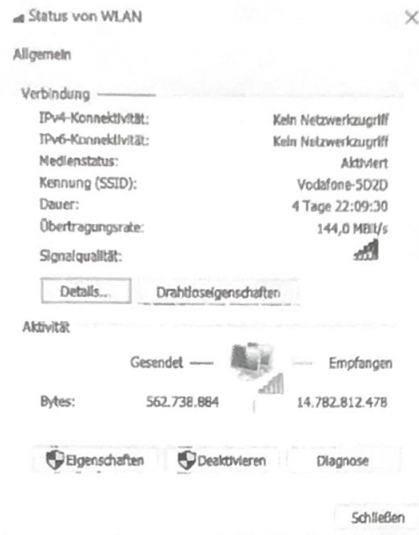 Status von WLAN
Allgemein
Verbindung
IPv4-Konnektivität: Kein Netzwerkzugriff
IPv6-Konnektivität: Kein Netzwerkzugriff
Medienstatus: Aktiviert
Kennung (SSID): Vodafone-5D2D
Dauer: 4 Tage 22:09:30
Übertragungsrate: 144,0 MBit/s
Signalqualität:
Details... Drahtloseigenschaften
Aktivität
Gesendet Empfangen
Bytes: 562.738.884 14.782.812.478
Eigenschaften Deaktivieren Diagnose
Schließen